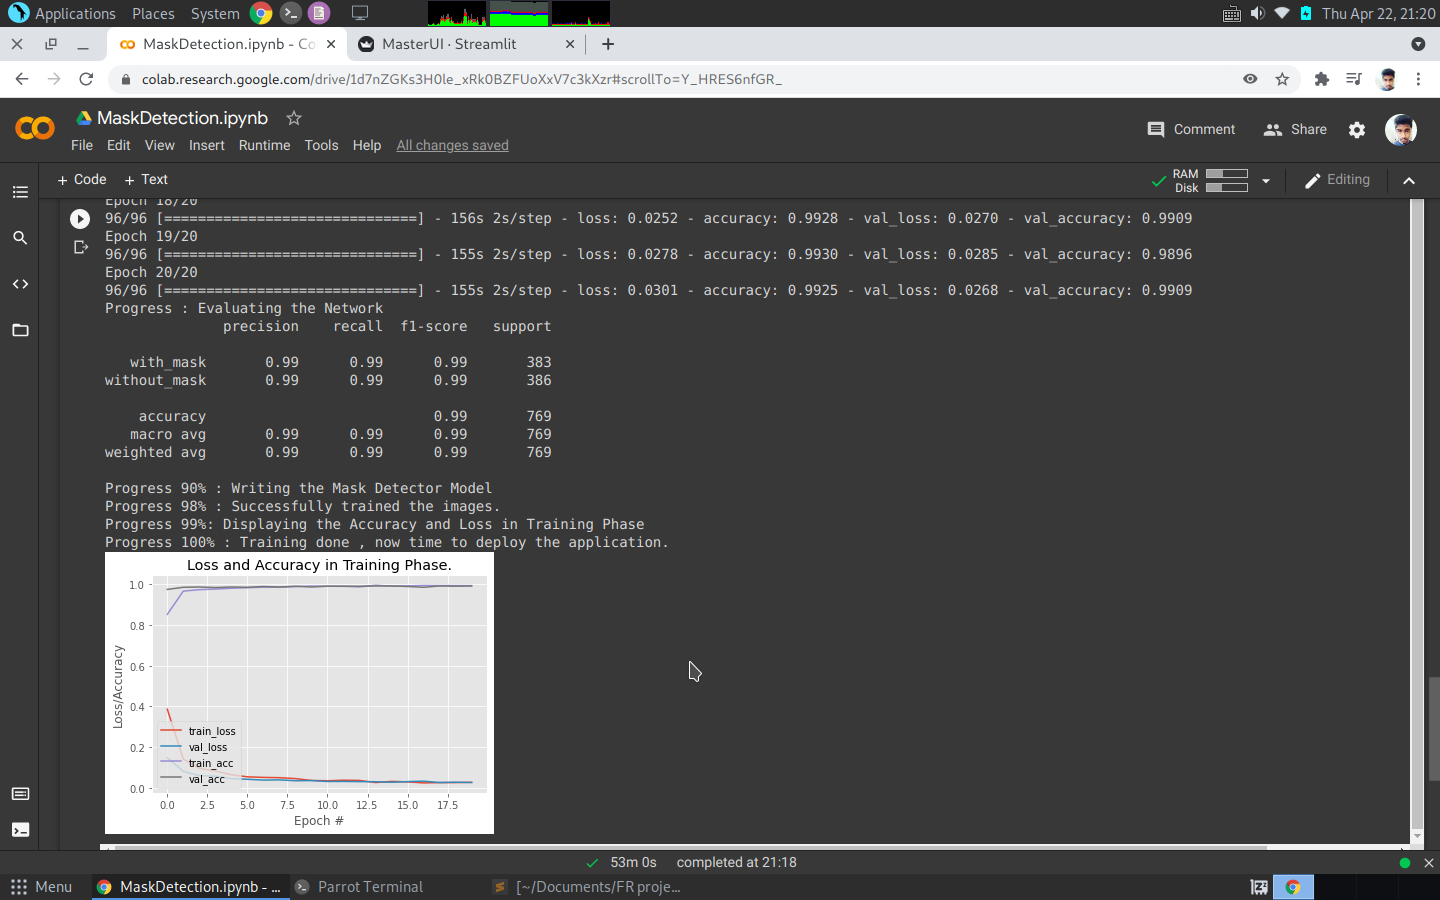 Applications Places System Thu Apr 22, 21:20
MaskDetection.ipynb - Co MasterUI · Streamlit
colab.research.google.com/drive/1d7nZGKs3H0le_xRk0BZFUoXxV7c3kXzr#scrollTo=Y_HRES6nfGR_
MaskDetection.ipynb
Comment Share
File Edit View Insert Runtime Tools Help All changes saved
+ Code + Text RAM Disk Editing
Epoch 18/20
96/96 [==============================] - 156s 2s/step - loss: 0.0252 - accuracy: 0.9928 - val_loss: 0.0270 - val_accuracy: 0.9909
Epoch 19/20
96/96 [==============================] - 155s 2s/step - loss: 0.0278 - accuracy: 0.9930 - val_loss: 0.0285 - val_accuracy: 0.9896
Epoch 20/20
96/96 [==============================] - 155s 2s/step - loss: 0.0301 - accuracy: 0.9925 - val_loss: 0.0268 - val_accuracy: 0.9909
Progress : Evaluating the Network
precision recall f1-score support
with_mask 0.99 0.99 0.99 383
without_mask 0.99 0.99 0.99 386
accuracy 0.99 769
macro avg 0.99 0.99 0.99 769
weighted avg 0.99 0.99 0.99 769
Progress 90% : Writing the Mask Detector Model
Progress 98% : Successfully trained the images.
Progress 99%: Displaying the Accuracy and Loss in Training Phase
Progress 100% : Training done , now time to deploy the application.
Loss and Accuracy in Training Phase.
1.0
0.8
0.6
0.4
0.2
0.0
Loss/Accuracy
train_loss
val_loss
train_acc
val_acc
0.0 2.5 5.0 7.5 10.0 12.5 15.0 17.5
Epoch #
53m 0s completed at 21:18
Menu MaskDetection.ipynb - ... Parrot Terminal [~/Documents/FR proje...